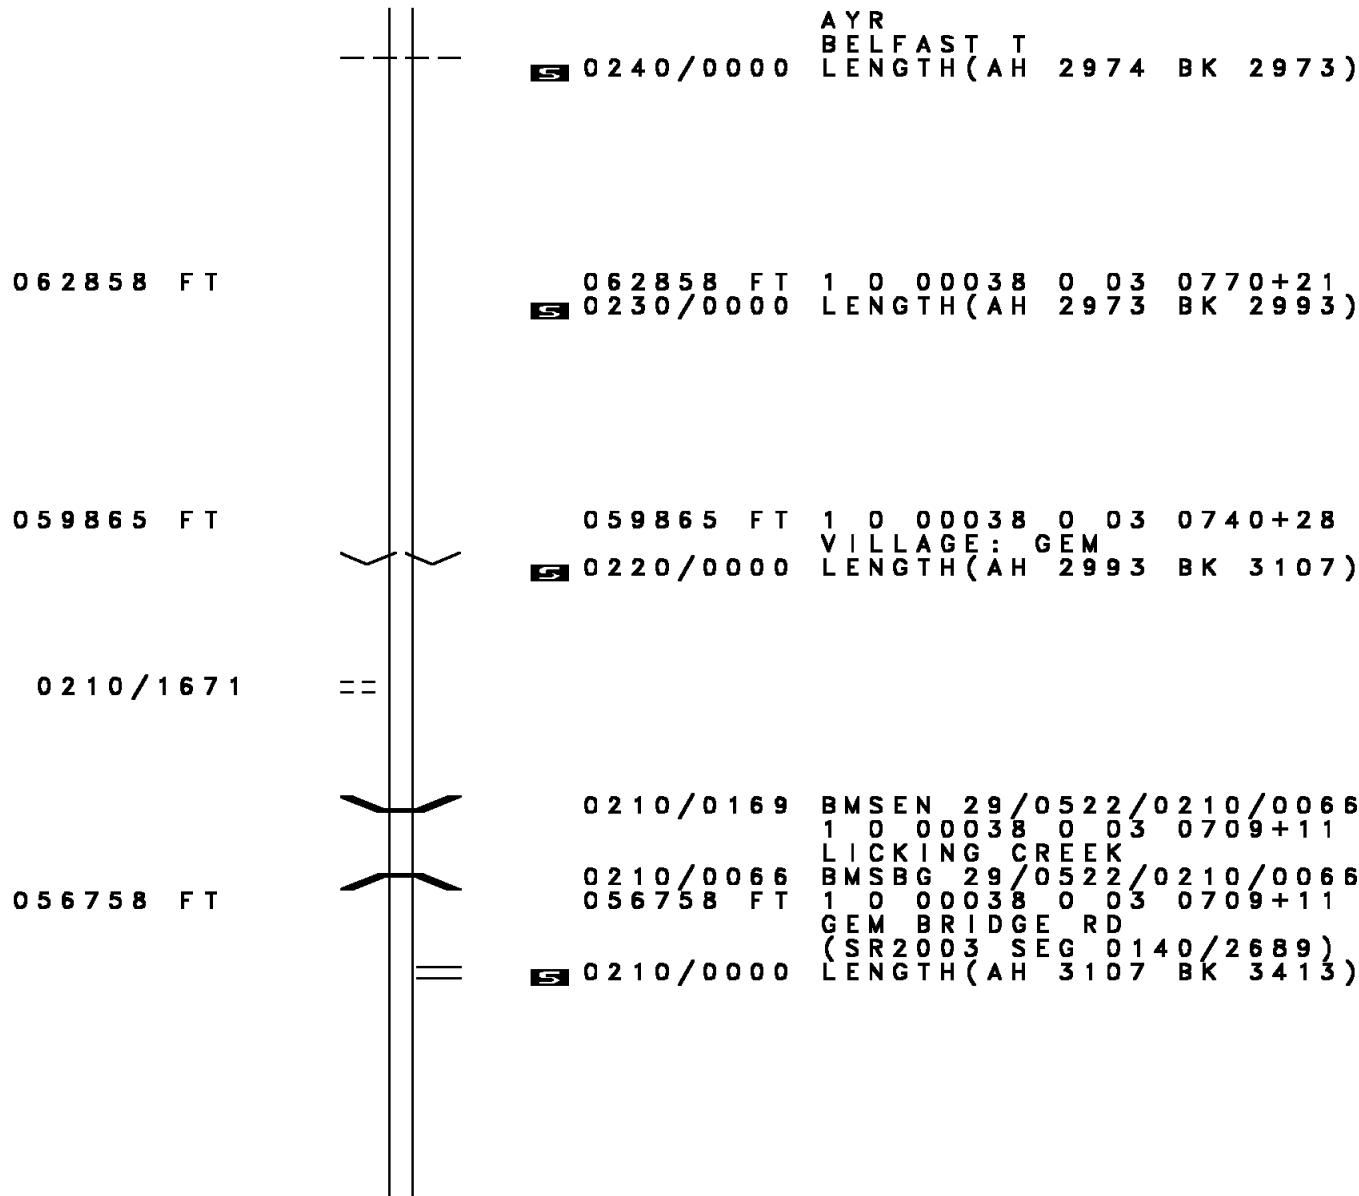 AYR
BELFAST T
S 0240/0000 LENGTH(AH 2974 BK 2973)
062858 FT 062858 FT 1 0 00038 0 03 0770+21
S 0230/0000 LENGTH(AH 2973 BK 2993)
059865 FT 059865 FT 1 0 00038 0 03 0740+28
VILLAGE: GEM
S 0220/0000 LENGTH(AH 2993 BK 3107)
0210/1671
0210/0169 BMSEN 29/0522/0210/0066
1 0 00038 0 03 0709+11
LICKING CREEK
0210/0066 BMSBG 29/0522/0210/0066
056758 FT 056758 FT 1 0 00038 0 03 0709+11
GEM BRIDGE RD
(SR2003 SEG 0140/2689)
S 0210/0000 LENGTH(AH 3107 BK 3413)